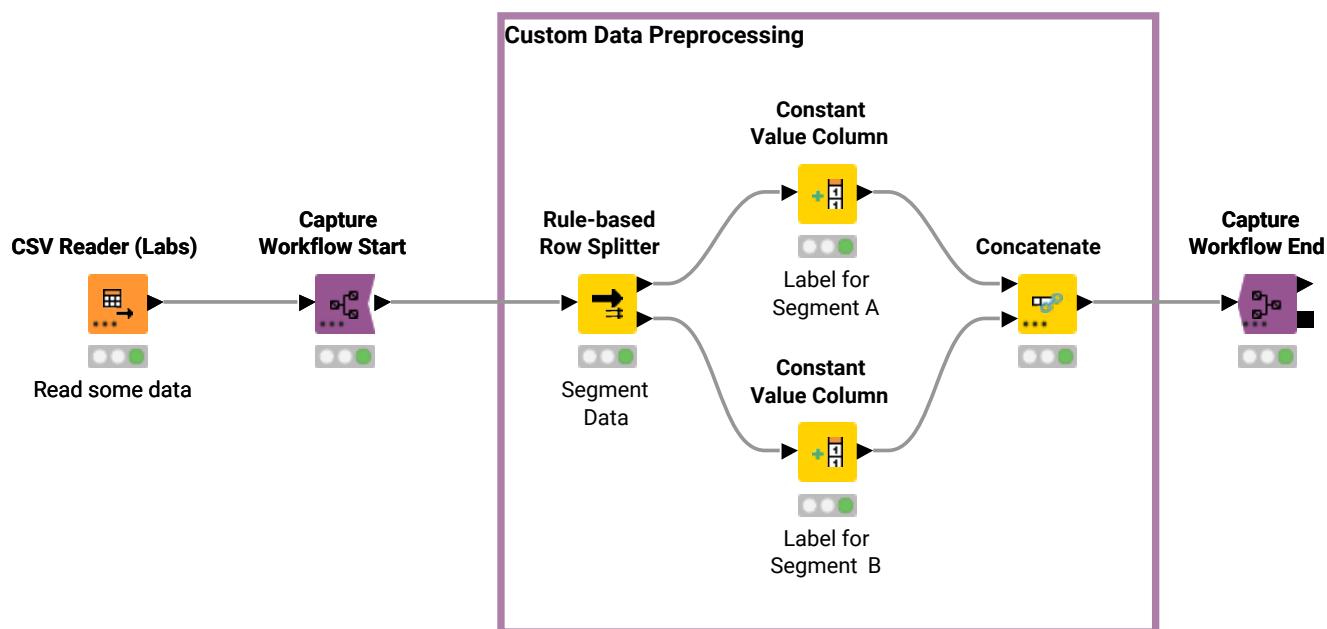 Custom Data Preprocessing
CSV Reader (Labs)
Read some data
Capture
Workflow Start
Rule-based
Row Splitter
Segment
Data
Constant
Value Column
Label for
Segment A
Constant
Value Column
Label for
Segment  B
Concatenate
Capture
Workflow End